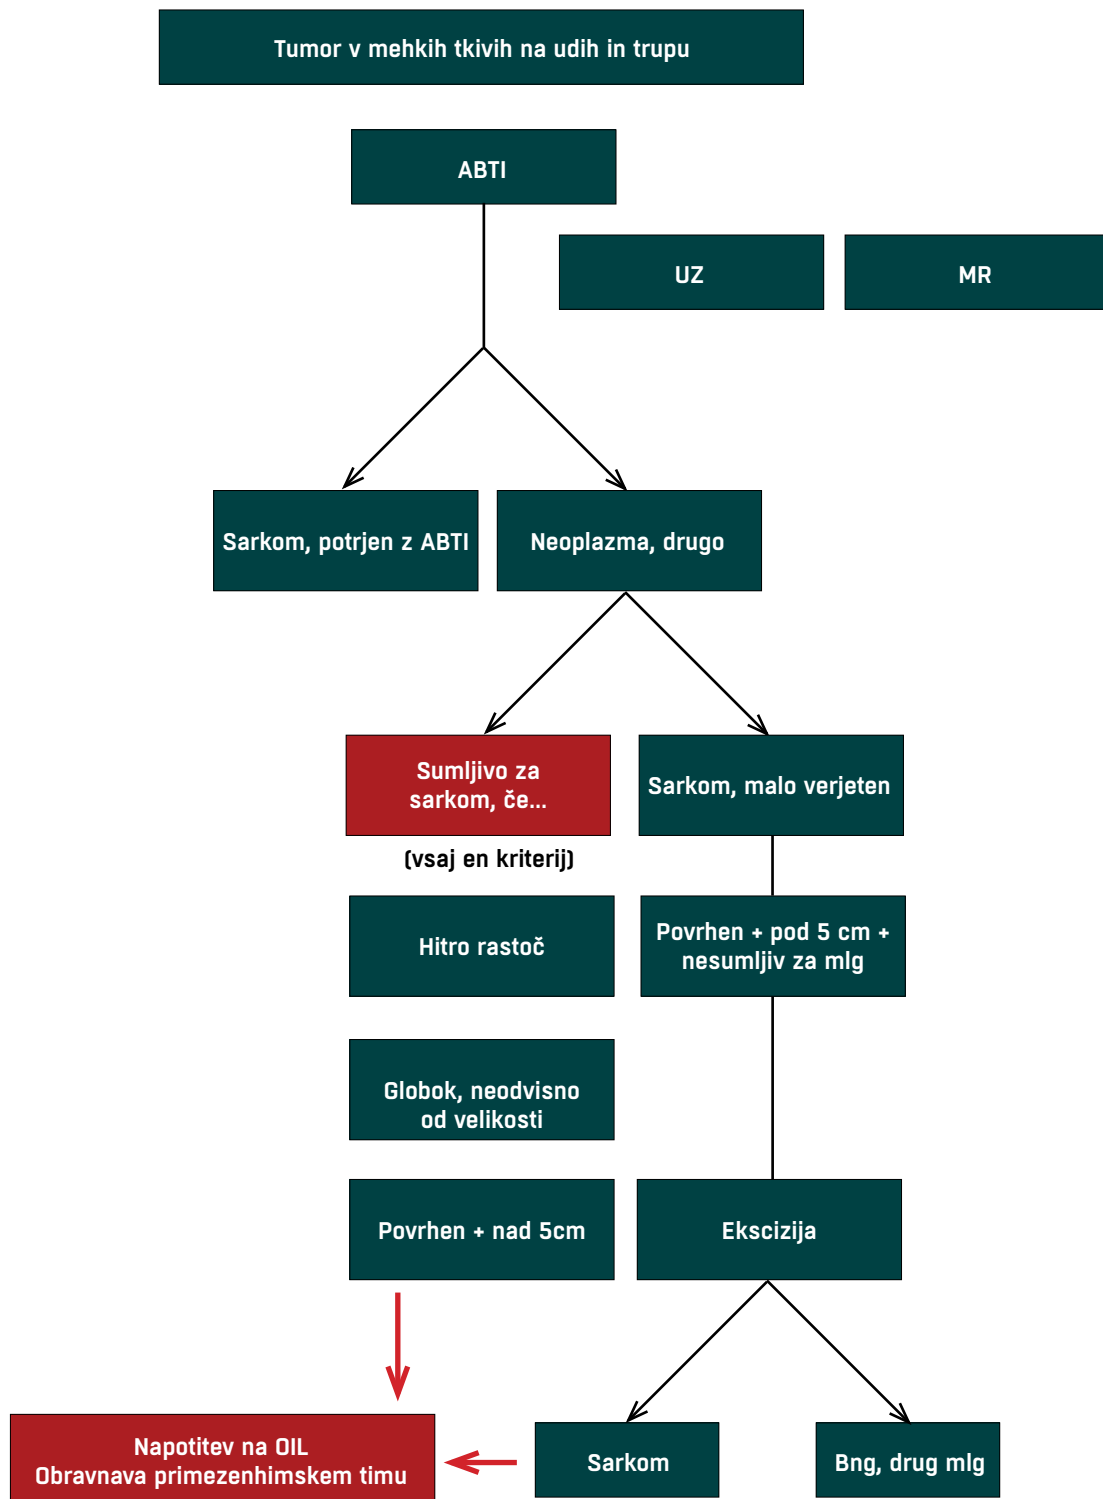 Tumor v mehkih tkivih na udih in trupu
ABTI
UZ
MR
Sarkom, potrjen z ABTI
Neoplazma, drugo
Sumljivo za
sarkom, če...
(vsaj en kriterij)
Sarkom, malo verjeten
Hitro rastoč
Povrhen + pod 5 cm +
nesumljiv za mlg
Globok, neodvisno
od velikosti
Povrhen + nad 5cm
Ekscizija
Napotitev na OIL
Obravnava primezenhimskem timu
Sarkom
Bng, drug mlg